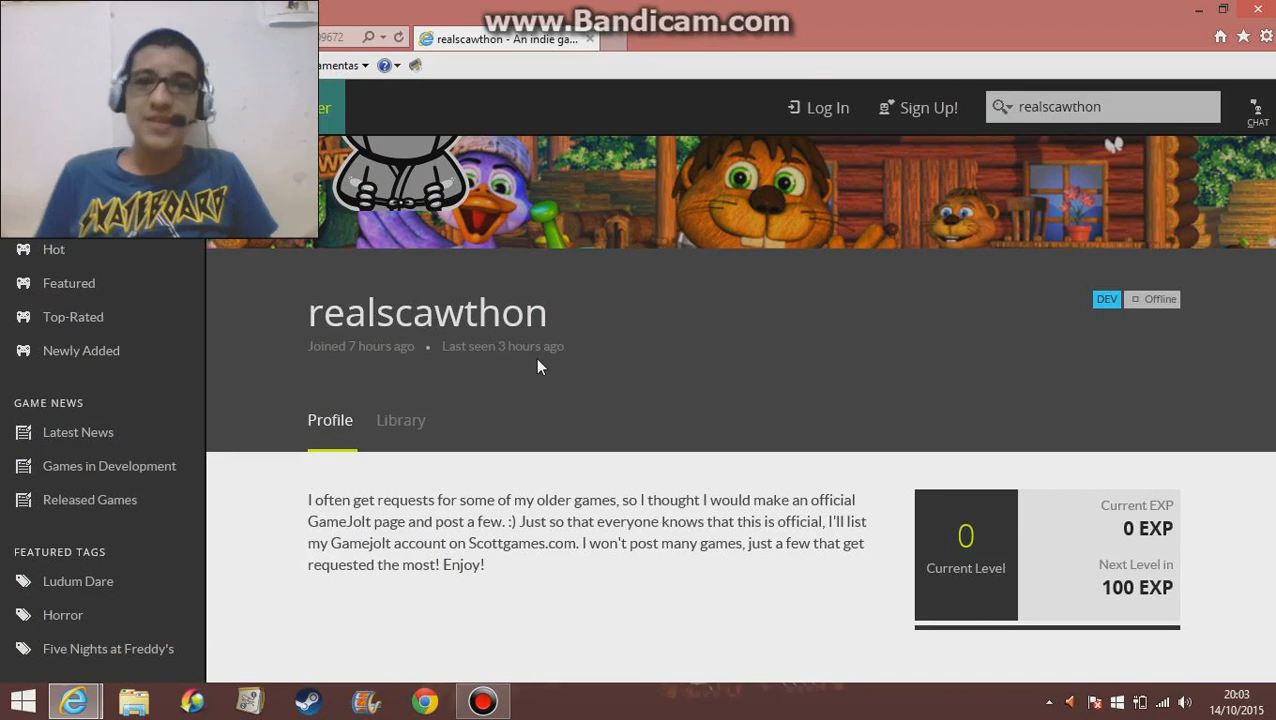 www.Bandicam.com
09672
realscawthon - An indie ga...
amentas
er
Log In
Sign Up!
realscawthon
CHAT
SKATEBOARD
Hot
Featured
Top-Rated
Newly Added
GAME NEWS
Latest News
Games in Development
Released Games
FEATURED TAGS
Ludum Dare
Horror
Five Nights at Freddy's
realscawthon
DEV
Offline
Joined 7 hours ago • Last seen 3 hours ago
Profile
Library
I often get requests for some of my older games, so I thought I would make an official
GameJolt page and post a few. :) Just so that everyone knows that this is official, I'll list
my Gamejolt account on Scottgames.com. I won't post many games, just a few that get
requested the most! Enjoy!
0
Current Level
Current EXP
0 EXP
Next Level in
100 EXP
20:03
14/10/2015